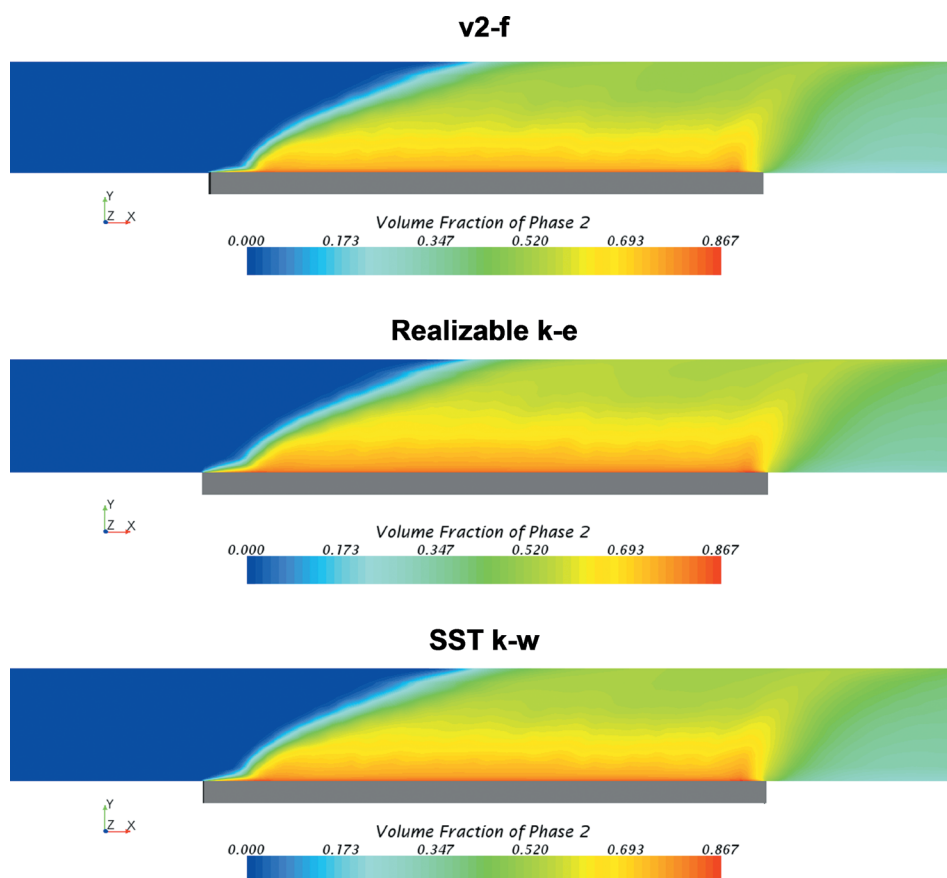 v2-f
Y
Z X
Volume Fraction of Phase 2
0.000 0.173 0.347 0.520 0.693 0.867
Realizable k-e
Y
Z X
Volume Fraction of Phase 2
0.000 0.173 0.347 0.520 0.693 0.867
SST k-w
Y
Z X
Volume Fraction of Phase 2
0.000 0.173 0.347 0.520 0.693 0.867